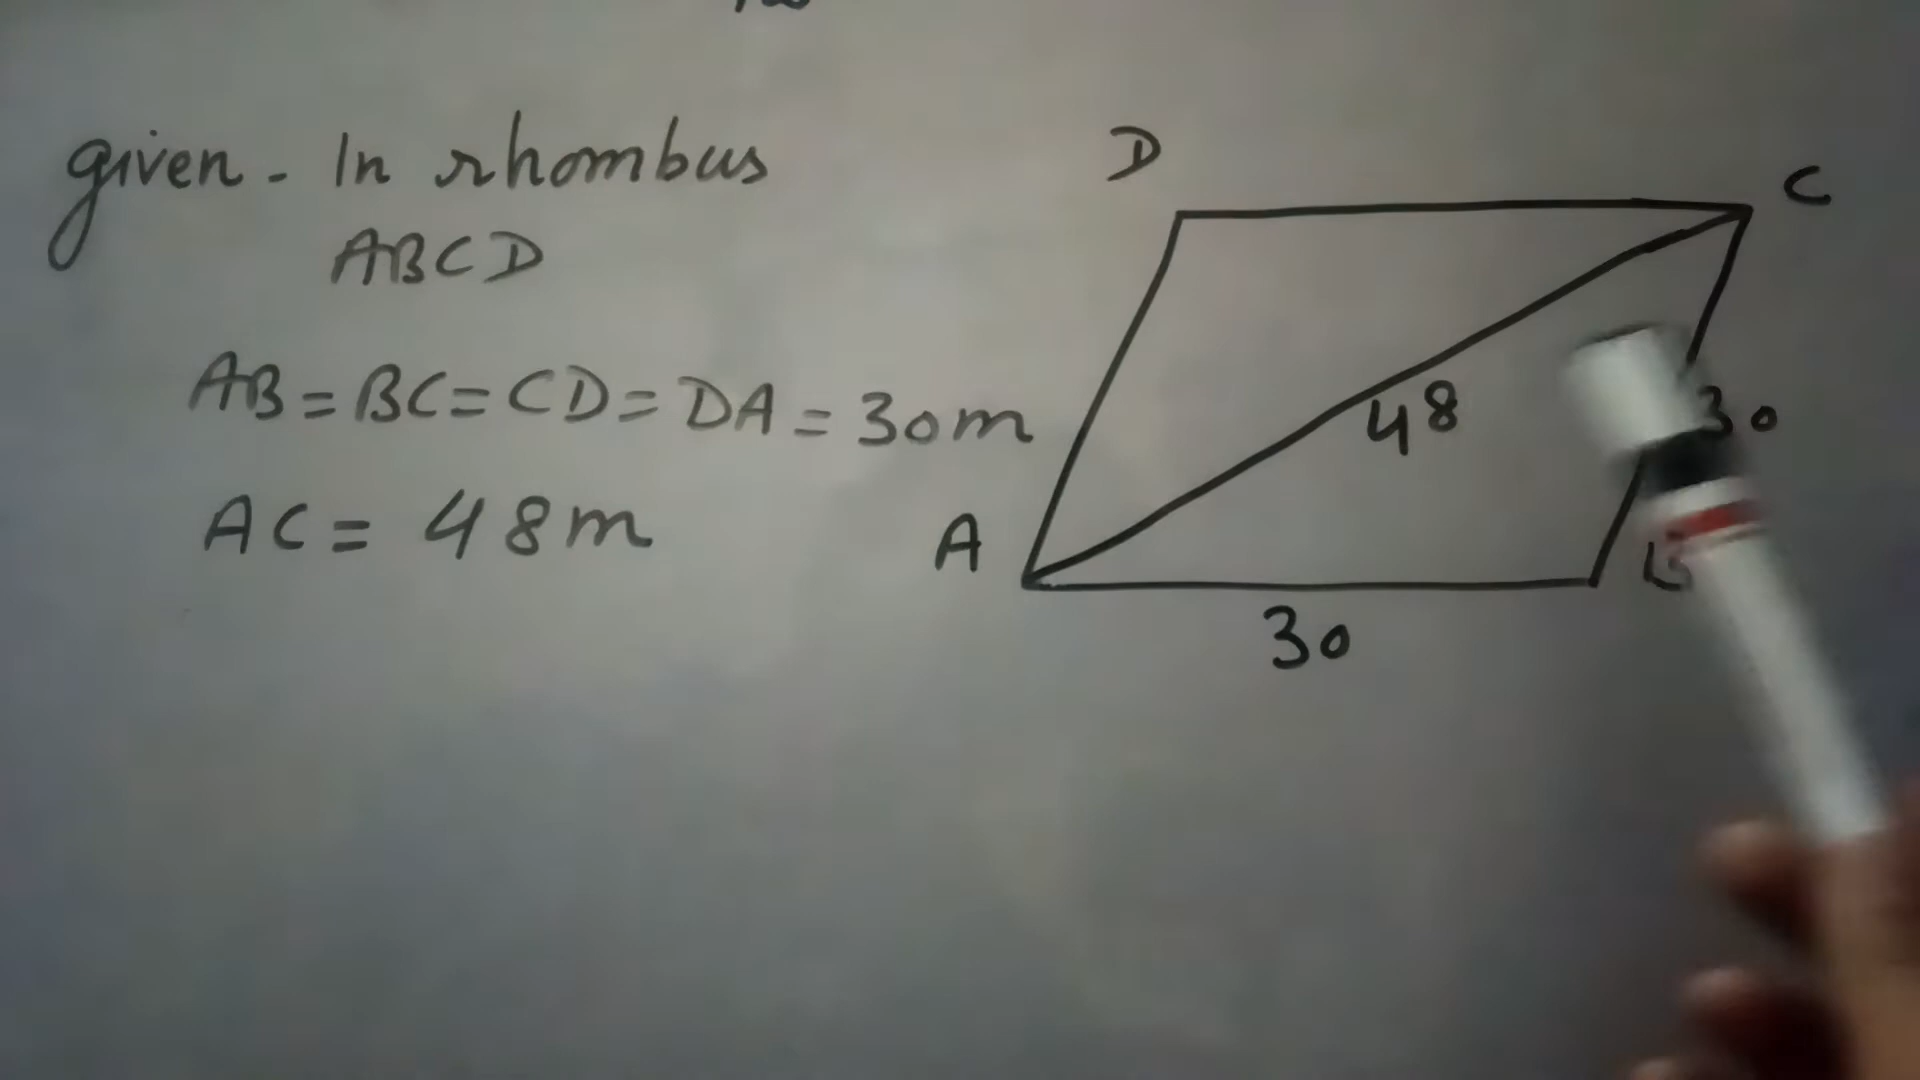 given - In rhombus
ABCD
AB = BC = CD = DA = 30m
AC = 48m
D
C
48
30
A
30